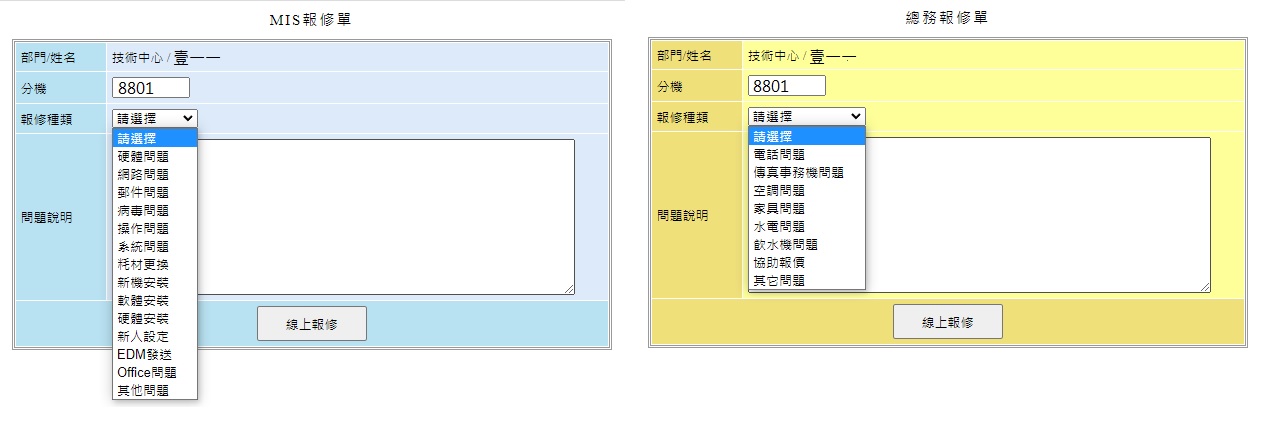 MIS報修單
部門/姓名 技術中心 / 壹一一
分機 8801
報修種類 請選擇
請選擇
硬體問題
網路問題
郵件問題
病毒問題
操作問題
系統問題
耗材更換
新機安裝
軟體安裝
硬體安裝
新人設定
EDM發送
Office問題
其他問題
問題說明
線上報修
總務報修單
部門/姓名 技術中心 / 壹一一
分機 8801
報修種類 請選擇
請選擇
電話問題
傳真事務機問題
空調問題
家具問題
水電問題
飲水機問題
協助報價
其它問題
問題說明
線上報修